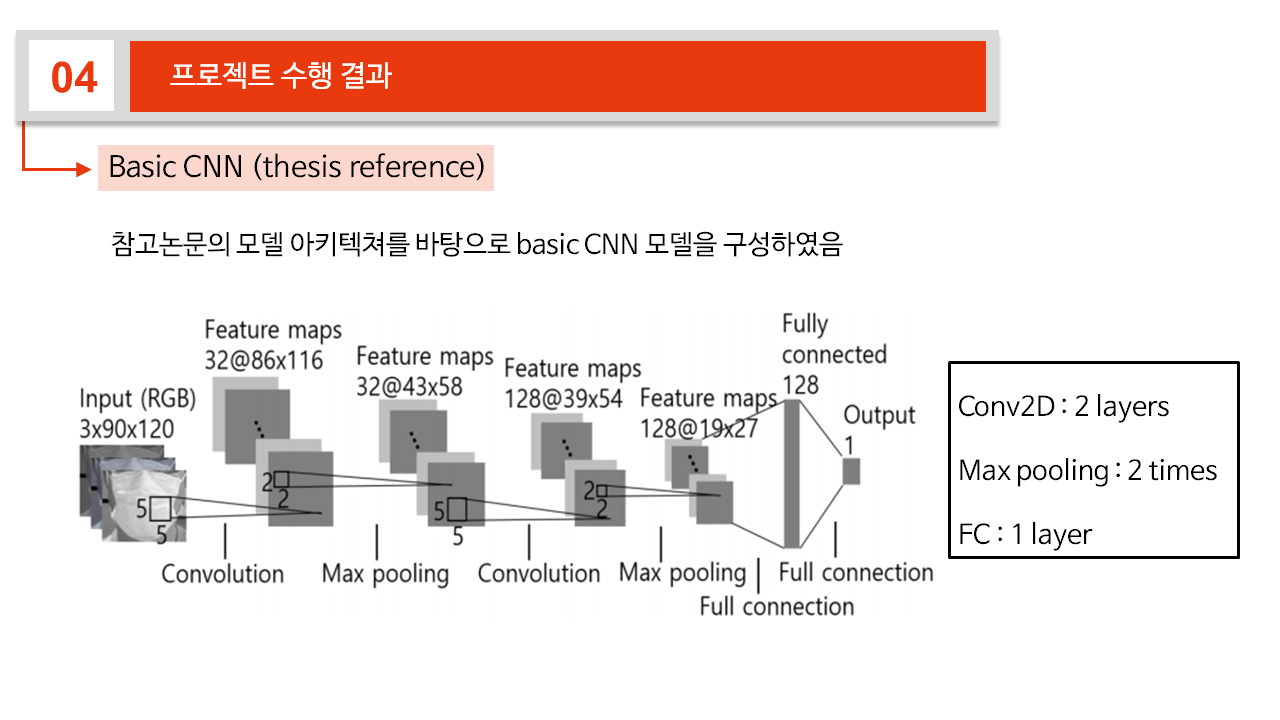 04
프로젝트 수행 결과
Basic CNN (thesis reference)
참고논문의 모델 아키텍쳐를 바탕으로 basic CNN 모델을 구성하였음
Input (RGB)
3x90x120
5
5
Feature maps
32@86x116
2
2
Feature maps
32@43x58
5
5
Feature maps
128@39x54
2
2
Feature maps
128@19x27
Fully
connected
128
Output
1
Convolution
Max pooling
Convolution
Max pooling
Full connection
Full connection
Conv2D : 2 layers
Max pooling : 2 times
FC : 1 layer